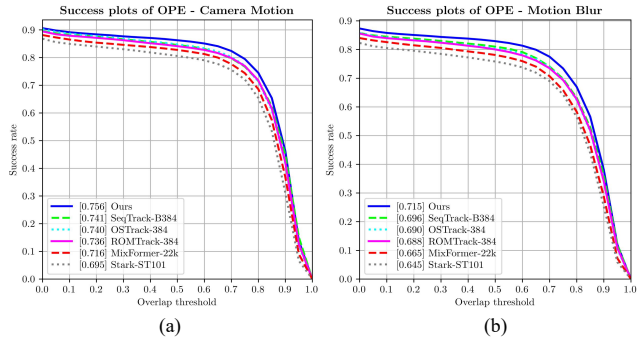 Success plots of OPE - Camera Motion
Success rate
0.9
0.8
0.7
0.6
0.5
0.4
0.3
0.2
0.1
0.0
[0.756] Ours
[0.741] SeqTrack-B384
[0.740] OSTrack-384
[0.736] ROMTrack-384
[0.716] MixFormer-22k
[0.695] Stark-ST101
0.0 0.1 0.2 0.3 0.4 0.5 0.6 0.7 0.8 0.9 1.0
Overlap threshold
(a)
Success plots of OPE - Motion Blur
Success rate
0.9
0.8
0.7
0.6
0.5
0.4
0.3
0.2
0.1
0.0
[0.715] Ours
[0.696] SeqTrack-B384
[0.690] OSTrack-384
[0.688] ROMTrack-384
[0.665] MixFormer-22k
[0.645] Stark-ST101
0.0 0.1 0.2 0.3 0.4 0.5 0.6 0.7 0.8 0.9 1.0
Overlap threshold
(b)